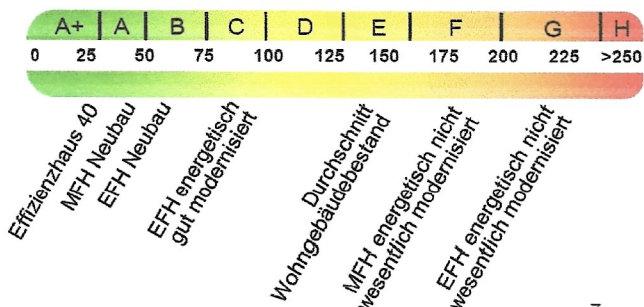 A+ A B C D E F G H
0 25 50 75 100 125 150 175 200 225 >250
Effizienzhaus 40
MFH Neubau
EFH Neubau
EFH energetisch
gut modernisiert
Durchschnitt
Wohngebäudebestand
MFH energetisch nicht
wesentlich modernisiert
EFH energetisch nicht
wesentlich modernisiert